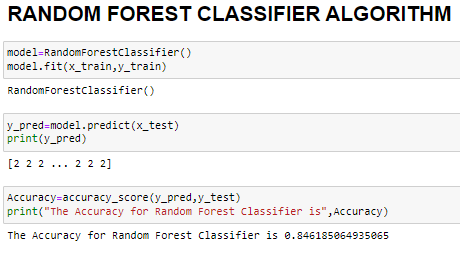 RANDOM FOREST CLASSIFIER ALGORITHM
model=RandomForestClassifier()
model.fit(x_train,y_train)
RandomForestClassifier()
y_pred=model.predict(x_test)
print(y_pred)
[2 2 2 ... 2 2 2]
Accuracy=accuracy_score(y_pred,y_test)
print("The Accuracy for Random Forest Classifier is",Accuracy)
The Accuracy for Random Forest Classifier is 0.846185064935065